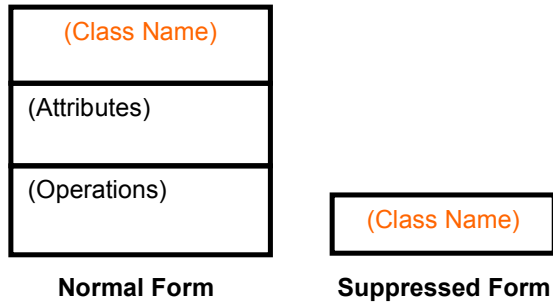 (Class Name)
(Attributes)
(Operations)
(Class Name)
Normal Form
Suppressed Form